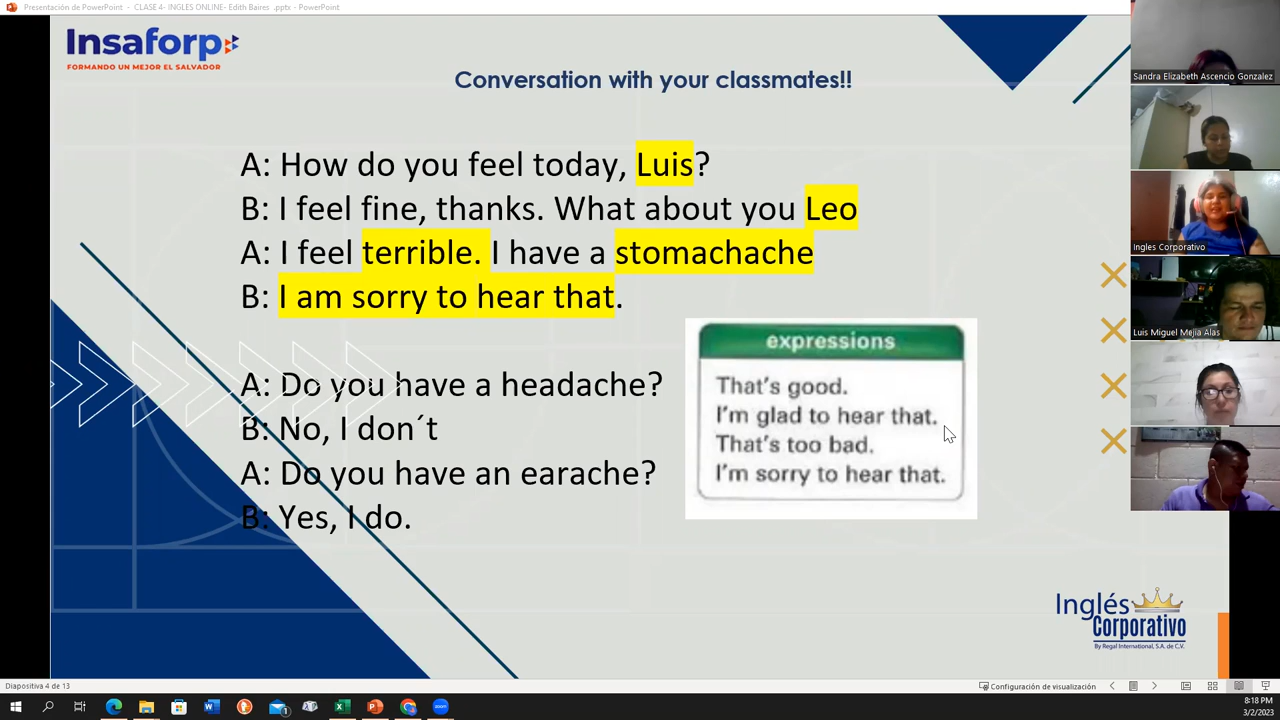 Presentación de PowerPoint - CLASE 4- INGLES ONLINE- Edith Baires .pptx - PowerPoint
Insaforp
FORMANDO UN MEJOR EL SALVADOR
Conversation with your classmates!!
A: How do you feel today, Luis?
B: I feel fine, thanks. What about you Leo
A: I feel terrible. I have a stomachache
B: I am sorry to hear that.
A: Do you have a headache?
B: No, I don´t
A: Do you have an earache?
B: Yes, I do.
expressions
That's good.
I'm glad to hear that.
That's too bad.
I'm sorry to hear that.
Sandra Elizabeth Ascencio Gonzalez
Ingles Corporativo
Luis Miguel Mejia Alas
Inglés
Corporativo
By Regal International, S.A. de C.V.
Diapositiva 4 de 13
Configuración de visualización
zoom
8:18 PM
3/2/2023